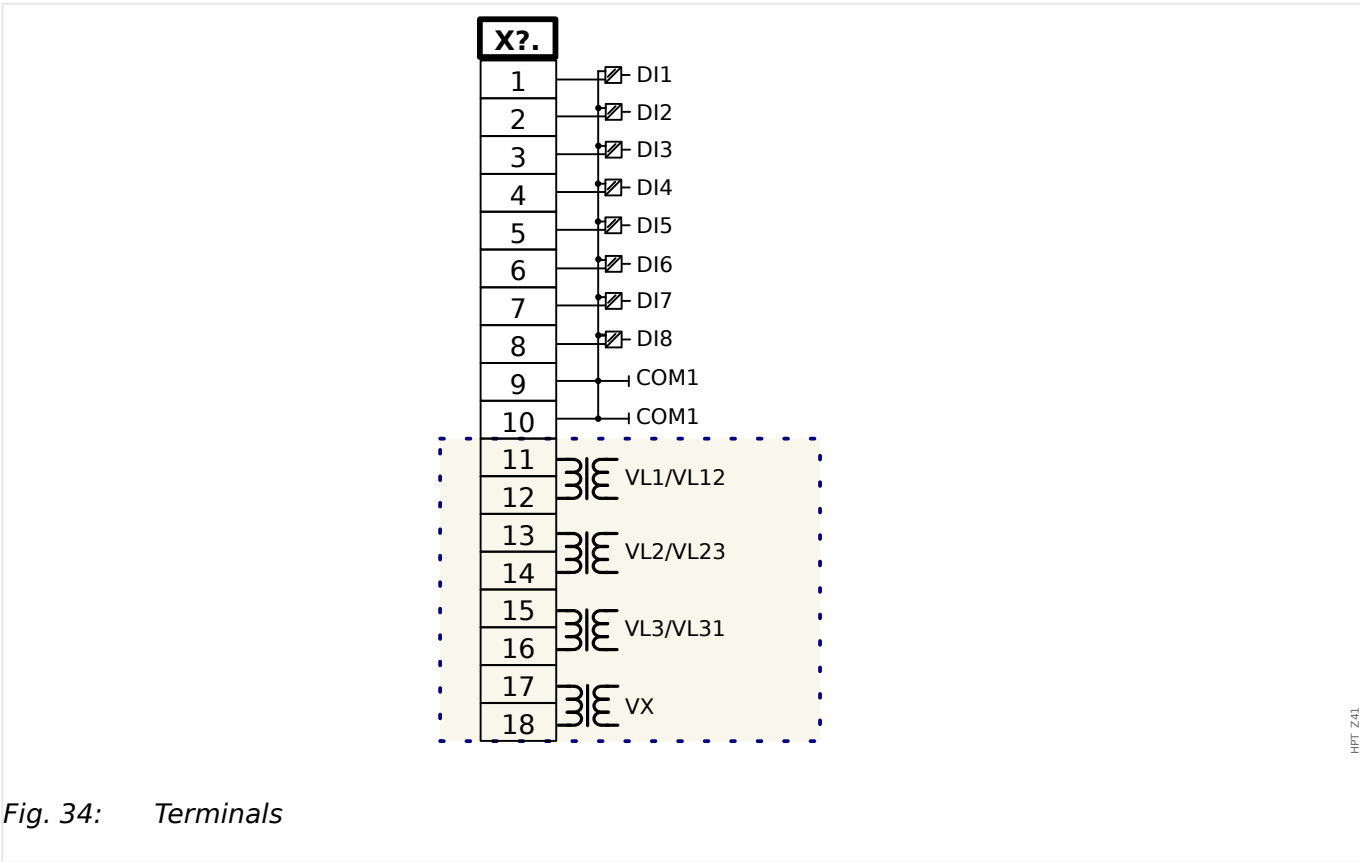 X?.
1 DI1
2 DI2
3 DI3
4 DI4
5 DI5
6 DI6
7 DI7
8 DI8
9 COM1
10 COM1
11
VL1/VL12
12
13
VL2/VL23
14
15
VL3/VL31
16
17
VX
18
HPT_Z41
Fig. 34: Terminals